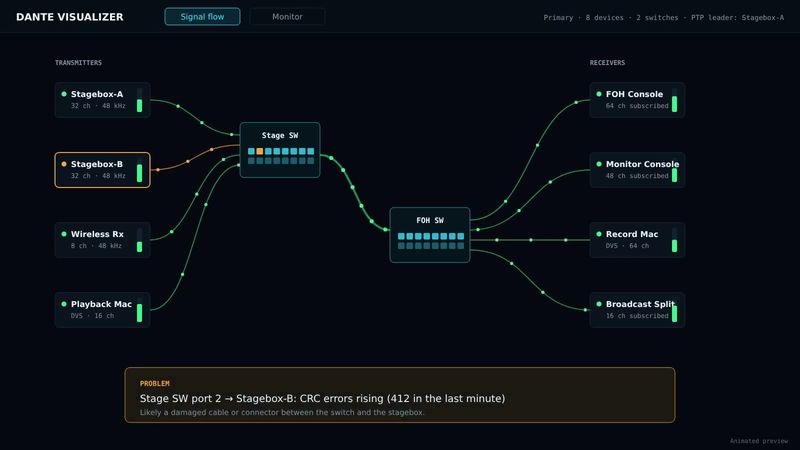 DANTE VISUALIZER
Signal flow
Monitor
Primary · 8 devices · 2 switches · PTP leader: Stagebox-A
TRANSMITTERS
RECEIVERS
Stagebox-A
32 ch · 48 kHz
FOH Console
64 ch subscribed
Stage SW
Stagebox-B
32 ch · 48 kHz
Monitor Console
48 ch subscribed
FOH SW
Wireless Rx
8 ch · 48 kHz
Record Mac
DVS · 64 ch
Playback Mac
DVS · 16 ch
Broadcast Split
16 ch subscribed
PROBLEM
Stage SW port 2 → Stagebox-B: CRC errors rising (412 in the last minute)
Likely a damaged cable or connector between the switch and the stagebox.
Animated preview